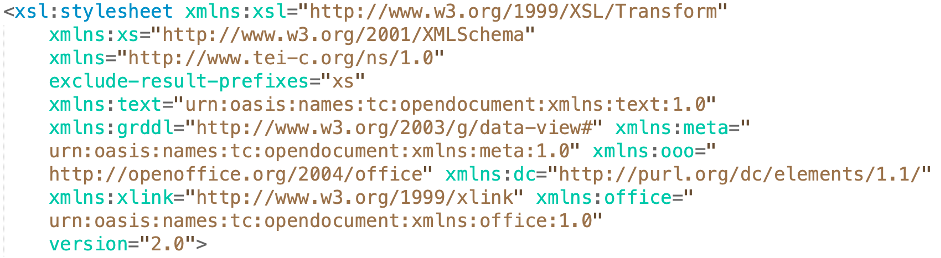 <xsl:stylesheet xmlns:xsl="http://www.w3.org/1999/XSL/Transform"
xmlns:xs="http://www.w3.org/2001/XMLSchema"
xmlns="http://www.tei-c.org/ns/1.0"
exclude-result-prefixes="xs"
xmlns:text="urn:oasis:names:tc:opendocument:xmlns:text:1.0"
xmlns:grddl="http://www.w3.org/2003/g/data-view#" xmlns:meta="
urn:oasis:names:tc:opendocument:xmlns:meta:1.0" xmlns:ooo="
http://openoffice.org/2004/office" xmlns:dc="http://purl.org/dc/elements/1.1/"
xmlns:xlink="http://www.w3.org/1999/xlink" xmlns:office="
urn:oasis:names:tc:opendocument:xmlns:office:1.0"
version="2.0">